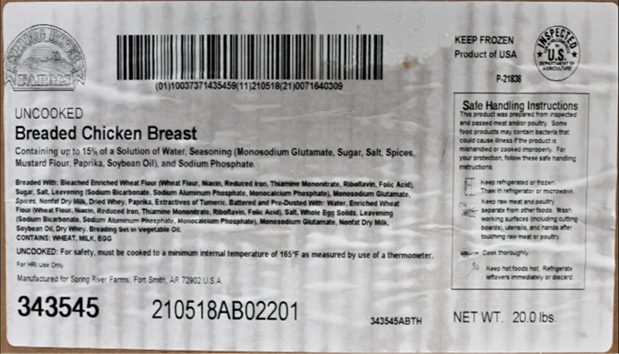 KEEP FROZEN
Product of USA
INSPECTED
U.S.
DEPARTMENT OF
AGRICULTURE
P-21838
(01)10037371435459(11)210518(21)0071640309
UNCOOKED
Breaded Chicken Breast
Containing up to 15% of a Solution of Water, Seasoning (Monosodium Glutamate, Sugar, Salt, Spices,
Mustard Flour, Paprika, Soybean Oil), and Sodium Phosphate
Breaded With: Bleached Enriched Wheat Flour (Wheat Flour, Niacin, Reduced Iron, Thiamine Mononitrate, Riboflavin, Folic Acid),
Sugar, Salt, Leavening (Sodium Bicarbonate, Sodium Aluminum Phosphate, Monocalcium Phosphate), Monosodium Glutamate,
Spices, Nonfat Dry Milk, Dried Whey, Paprika, Extractives of Turmeric. Battered and Pre-Dusted With: Water, Enriched Wheat
Flour (Wheat Flour, Niacin, Reduced Iron, Thiamine Mononitrate, Riboflavin, Folic Acid), Salt, Whole Egg Solids, Leavening
(Sodium Bicarbonate, Sodium Aluminum Phosphate, Monocalcium Phosphate), Monosodium Glutamate, Nonfat Dry Milk,
Soybean Oil, Dry Whey, Breading Set in Vegetable Oil.
CONTAINS: WHEAT, MILK, EGG
UNCOOKED: For safety, must be cooked to a minimum internal temperature of 165°F as measured by use of a thermometer.
For HRI Use Only
Manufactured for Spring River Farms, Fort Smith, AR 72902 U.S.A.
343545
210518AB02201
343545ABTH
Safe Handling Instructions
This product was prepared from inspected
and passed meat and/or poultry. Some
food products may contain bacteria that
could cause illness if the product is
mishandled or cooked improperly. For
your protection, follow these safe handling
instructions.
Keep refrigerated or frozen.
Thaw in refrigerator or microwave.
Keep raw meat and poultry
separate from other foods. Wash
working surfaces (including cutting
boards), utensils, and hands after
touching raw meat or poultry.
Cook thoroughly.
Keep hot foods hot. Refrigerate
leftovers immediately or discard.
NET WT. 20.0 lbs.